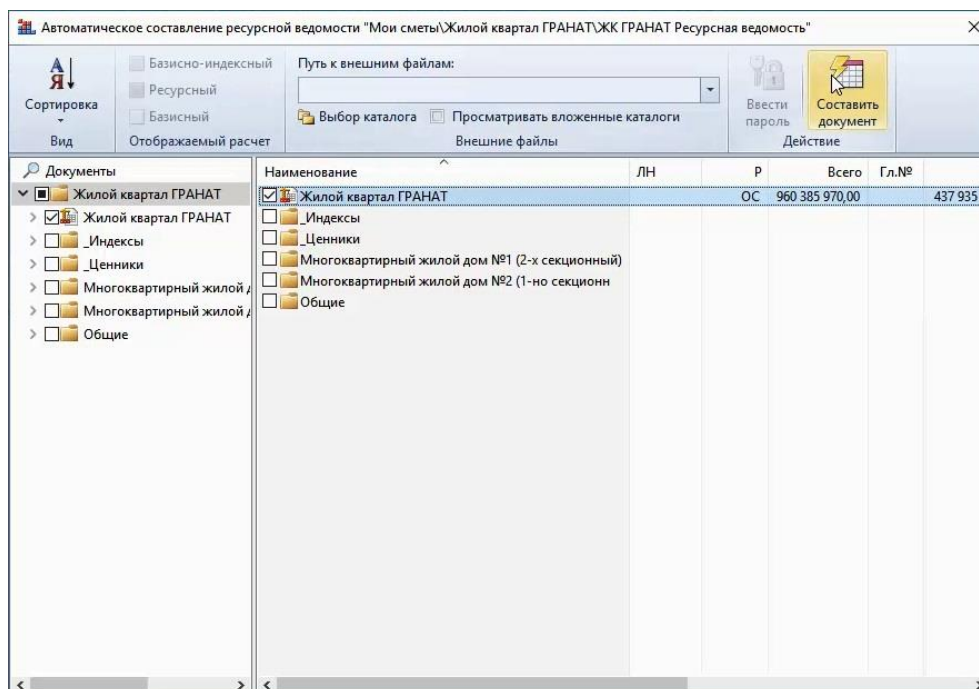 Автоматическое составление ресурсной ведомости "Мои сметы\Жилой квартал ГРАНАТ\ЖК ГРАНАТ Ресурсная ведомость"
Сортировка
Вид
Базисно-индексный
Ресурсный
Базисный
Отображаемый расчет
Путь к внешним файлам:
Выбор каталога Просматривать вложенные каталоги
Внешние файлы
Ввести пароль
Составить документ
Действие
Документы
Жилой квартал ГРАНАТ
Жилой квартал ГРАНАТ
_Индексы
_Ценники
Многоквартирный жилой
Многоквартирный жилой
Общие
Наименование ЛН Р Всего Гл.№
Жилой квартал ГРАНАТ ОС 960 385 970,00 437 935
_Индексы
_Ценники
Многоквартирный жилой дом №1 (2-х секционный)
Многоквартирный жилой дом №2 (1-но секционн
Общие